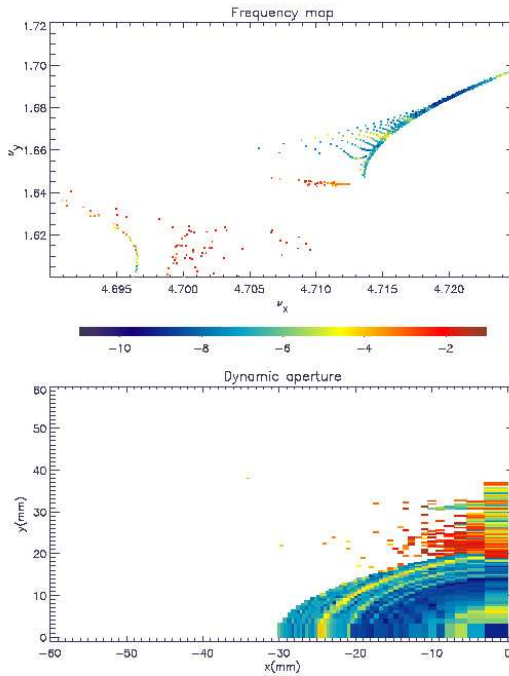 Frequency map
1.72
1.70
1.68
1.66
1.64
1.62
νy
4.695 4.700 4.705 4.710 4.715 4.720
νx
−10 −8 −6 −4 −2
Dynamic aperture
60
50
40
30
20
10
0
y(mm)
−60 −50 −40 −30 −20 −10 0
x(mm)